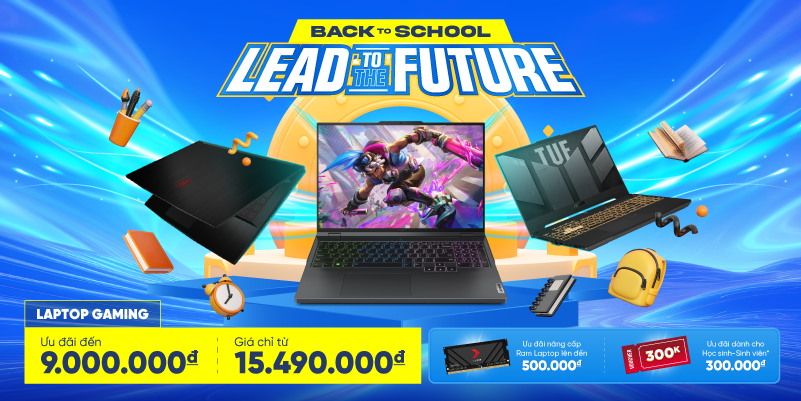 BACK TO SCHOOL
LEAD TO THE FUTURE
TUF
LAPTOP GAMING
Ưu đãi đến
9.000.000đ
Giá chỉ từ
15.490.000đ
Ưu đãi nâng cấp
Ram Laptop lên đến
500.000đ
VOUCHER
300K
Ưu đãi dành cho
Học sinh-Sinh viên*
300.000đ